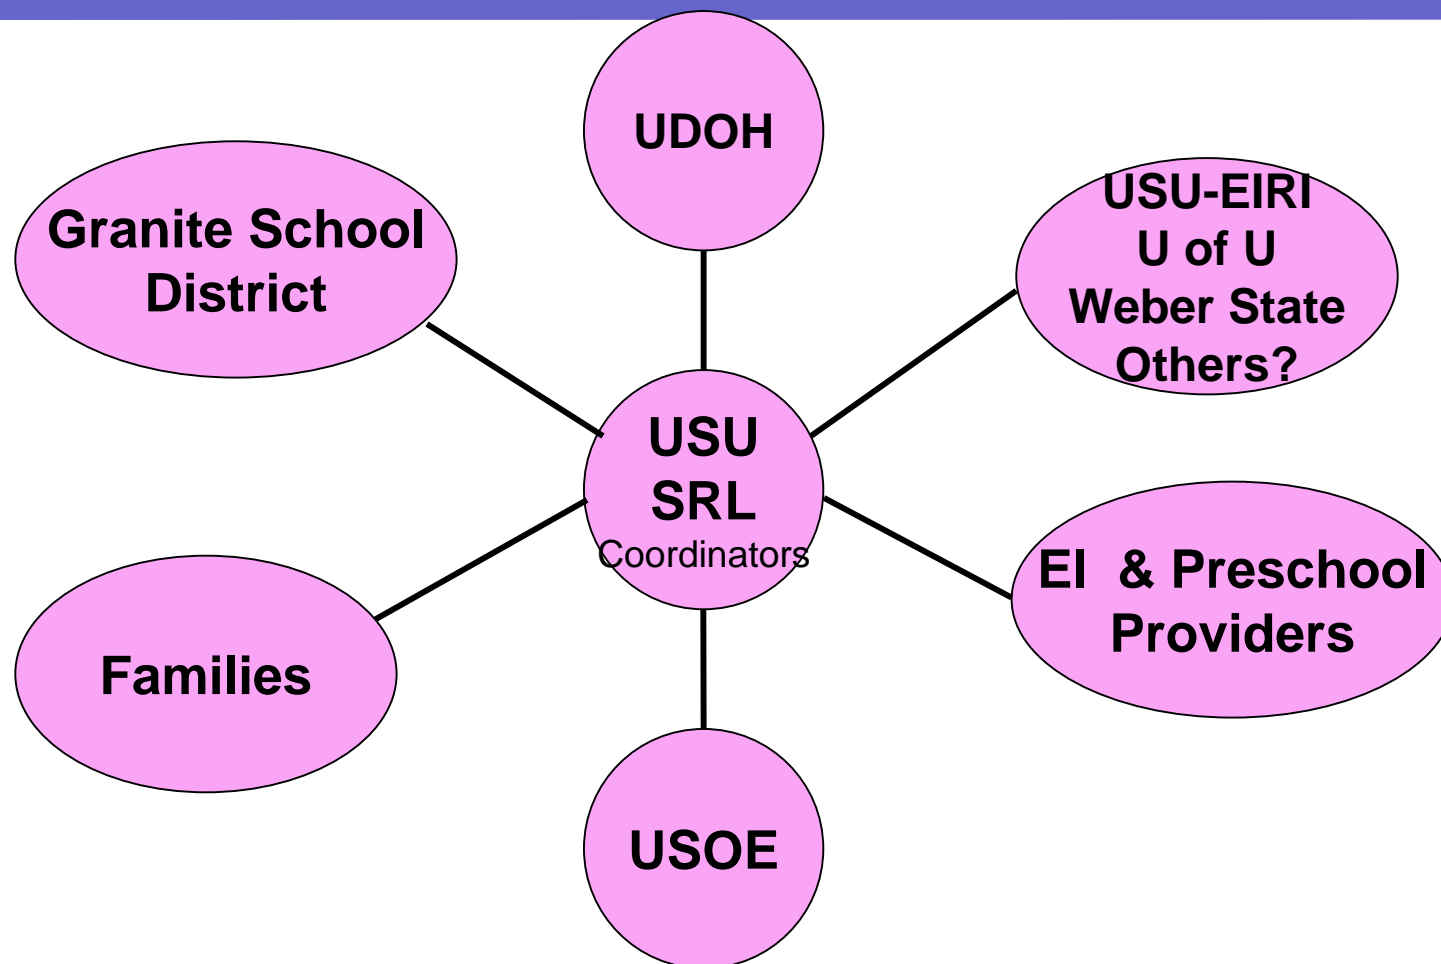 UDOH
Granite School
District
USU-EIRI
U of U
Weber State
Others?
USU
SRL
Coordinators
EI & Preschool
Providers
Families
USOE